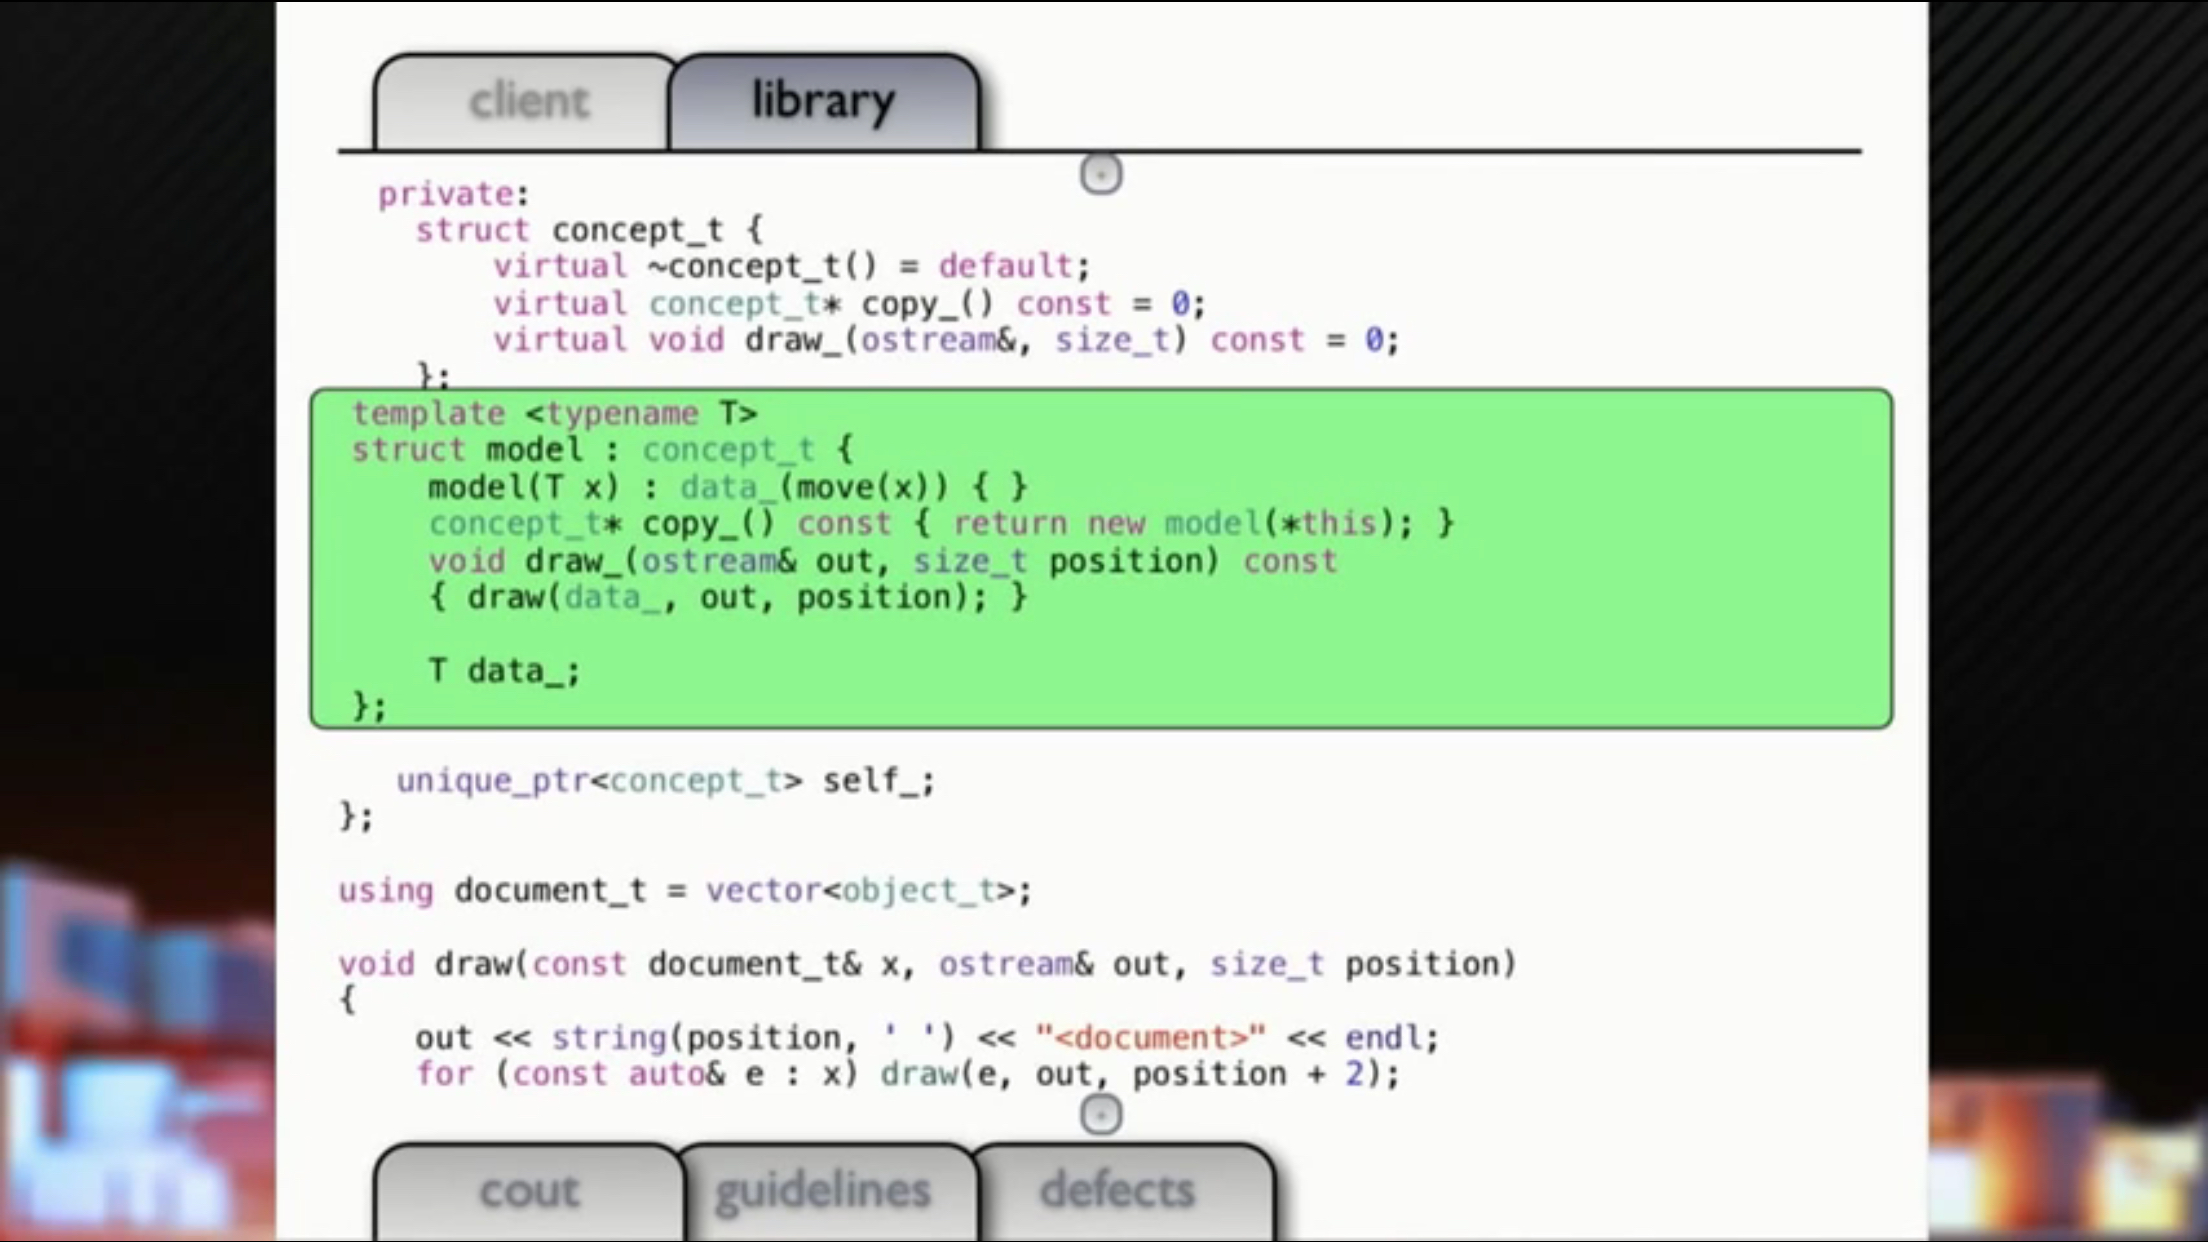 client library
private:
struct concept_t {
virtual ~concept_t() = default;
virtual concept_t* copy_() const = 0;
virtual void draw_(ostream&, size_t) const = 0;
};
template <typename T>
struct model : concept_t {
model(T x) : data_(move(x)) { }
concept_t* copy_() const { return new model(*this); }
void draw_(ostream& out, size_t position) const
{ draw(data_, out, position); }
T data_;
};
unique_ptr<concept_t> self_;
};
using document_t = vector<object_t>;
void draw(const document_t& x, ostream& out, size_t position)
{
out << string(position, ' ') << "<document>" << endl;
for (const auto& e : x) draw(e, out, position + 2);
cout guidelines defects